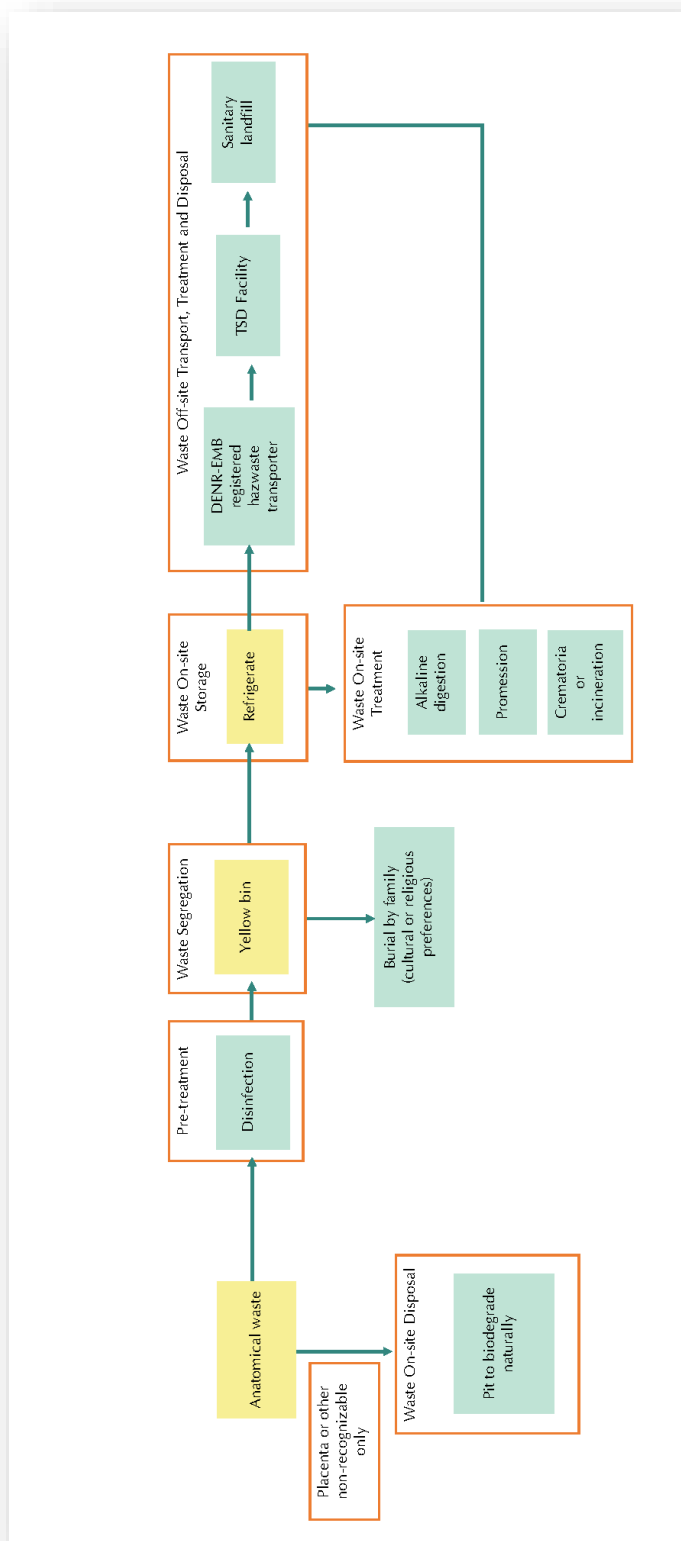 Anatomical waste
Placenta or other
non-recognizable
only
Waste On-site Disposal
Pit to biodegrade
naturally
Pre-treatment
Disinfection
Waste Segregation
Yellow bin
Burial by family
(cultural or religious
preferences)
Waste On-site
Storage
Refrigerate
Waste On-site
Treatment
Alkaline
digestion
Promession
Crematoria
or
incineration
Waste Off-site Transport, Treatment and Disposal
DENR-EMB
registered
hazwaste
transporter
TSD Facility
Sanitary
landfill